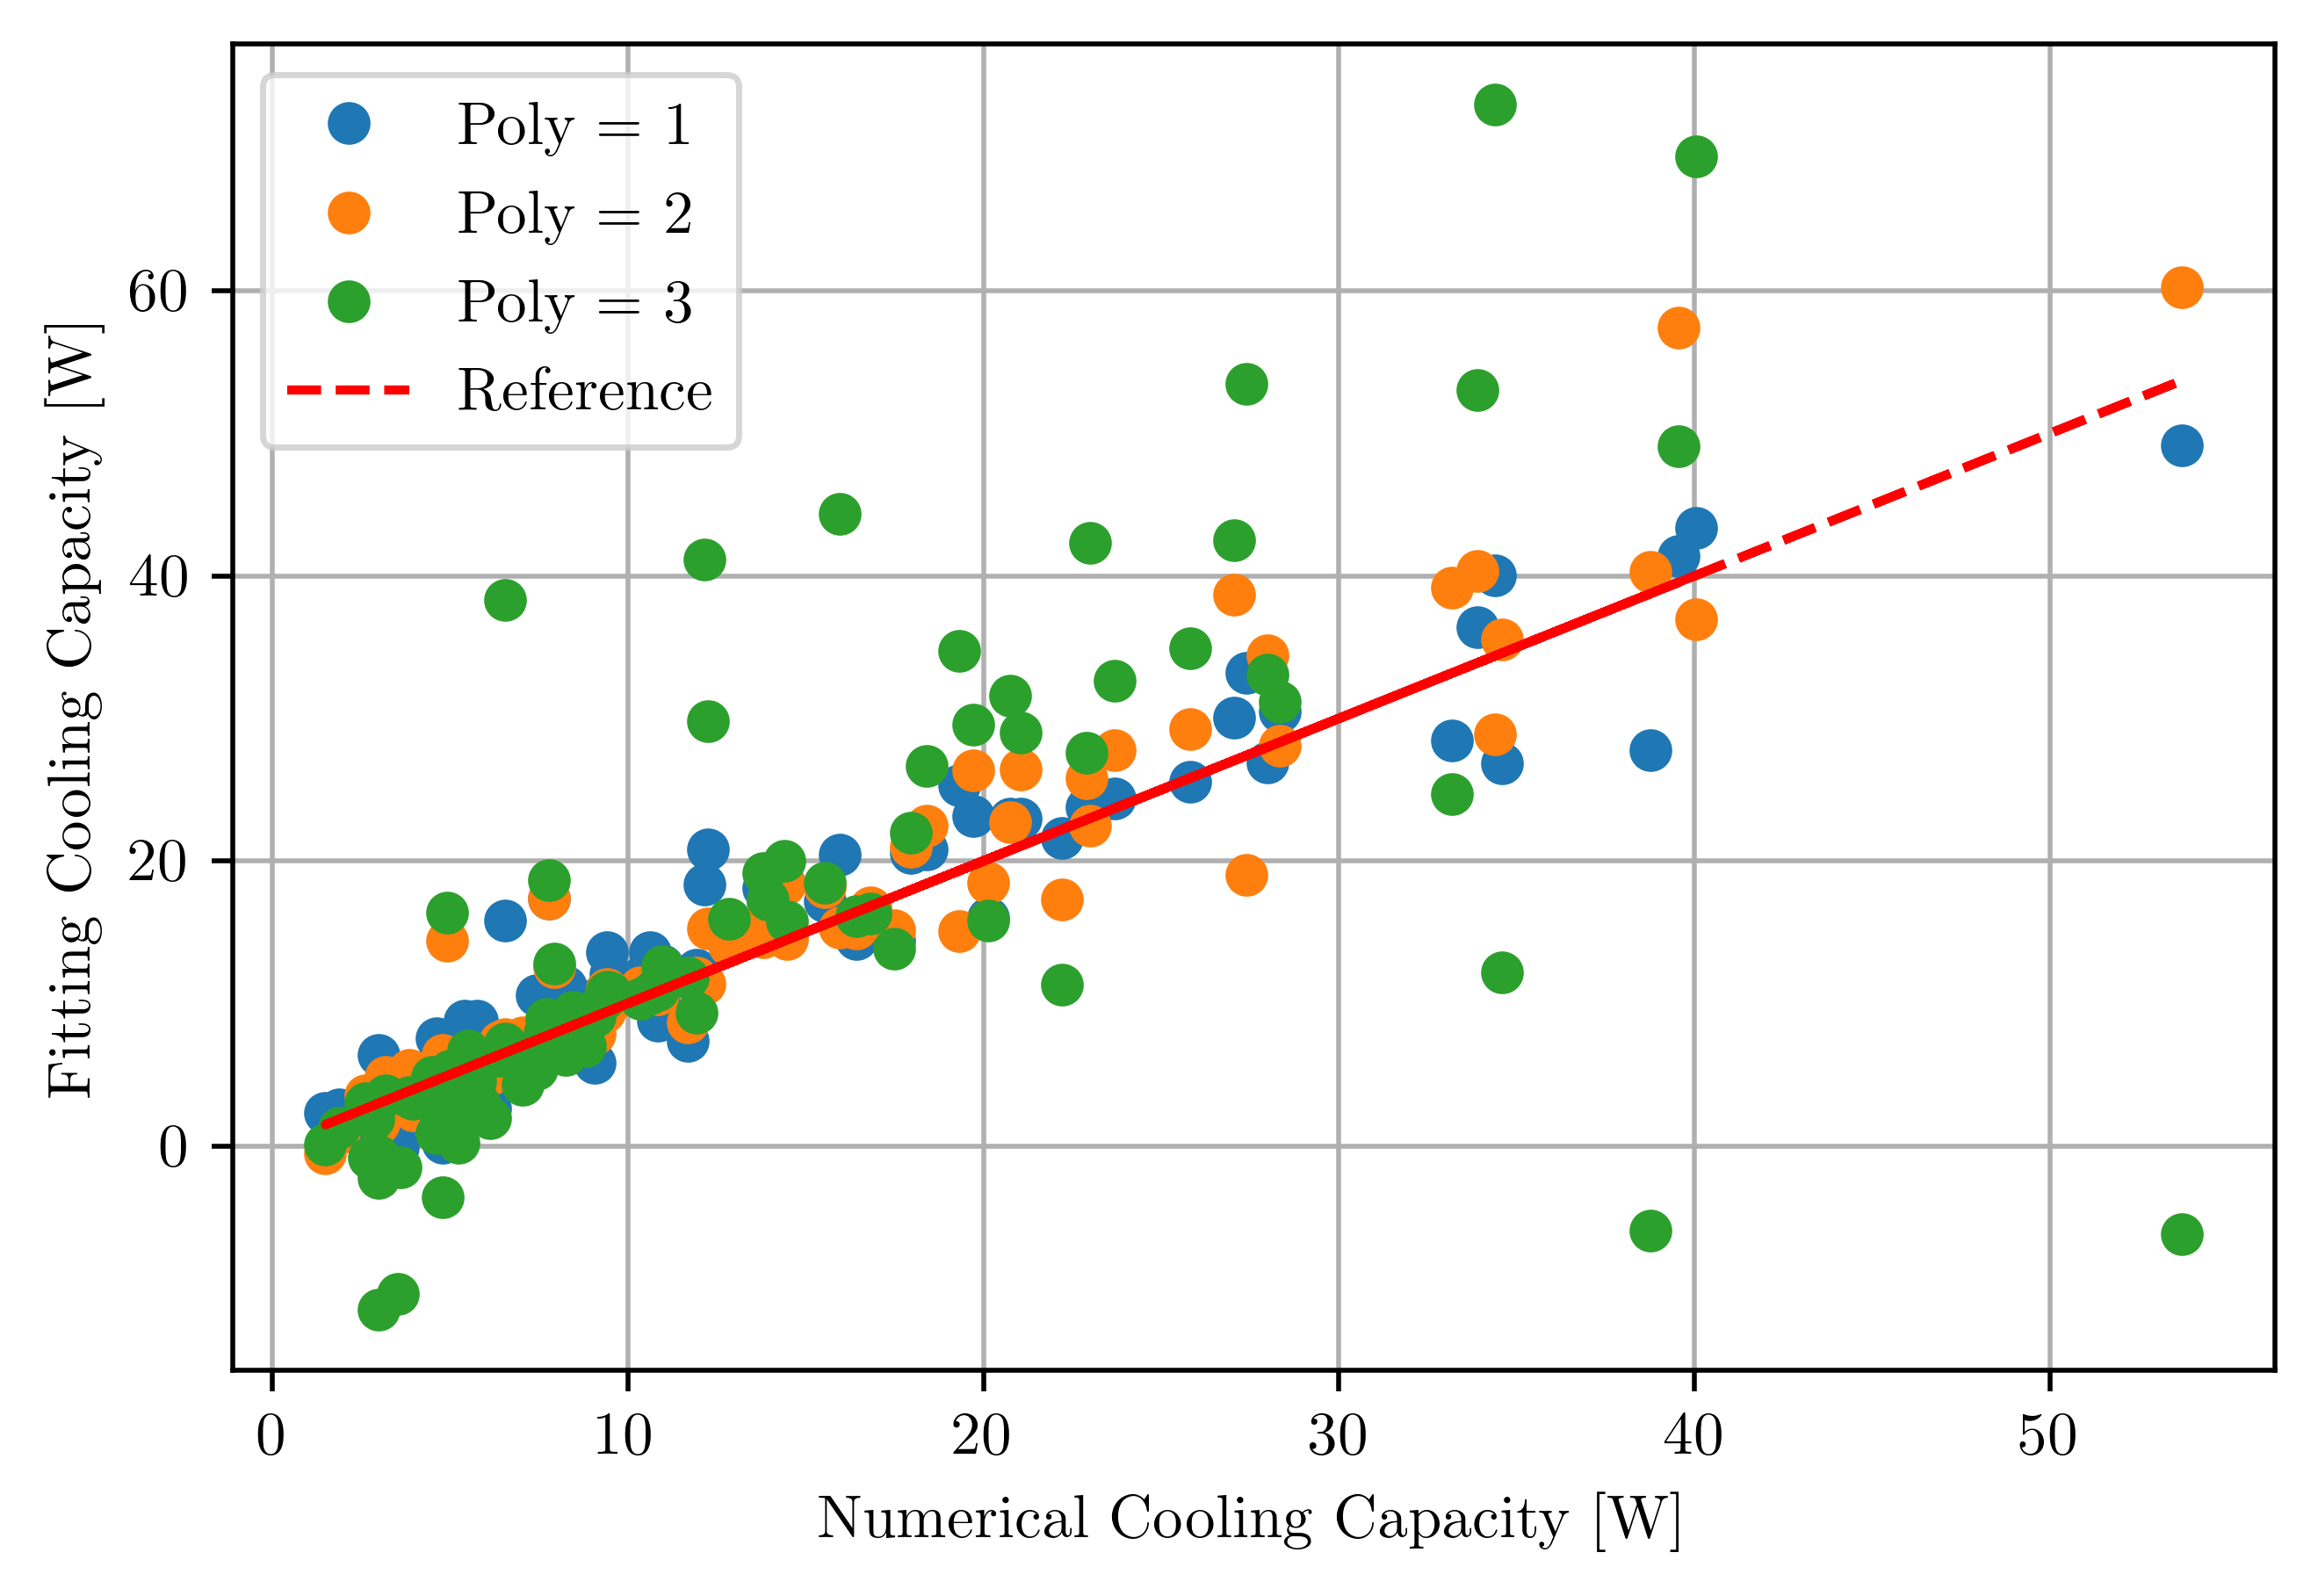 Poly = 1
Poly = 2
Poly = 3
Reference
60
40
20
0
Fitting Cooling Capacity [W]
0 10 20 30 40 50
Numerical Cooling Capacity [W]